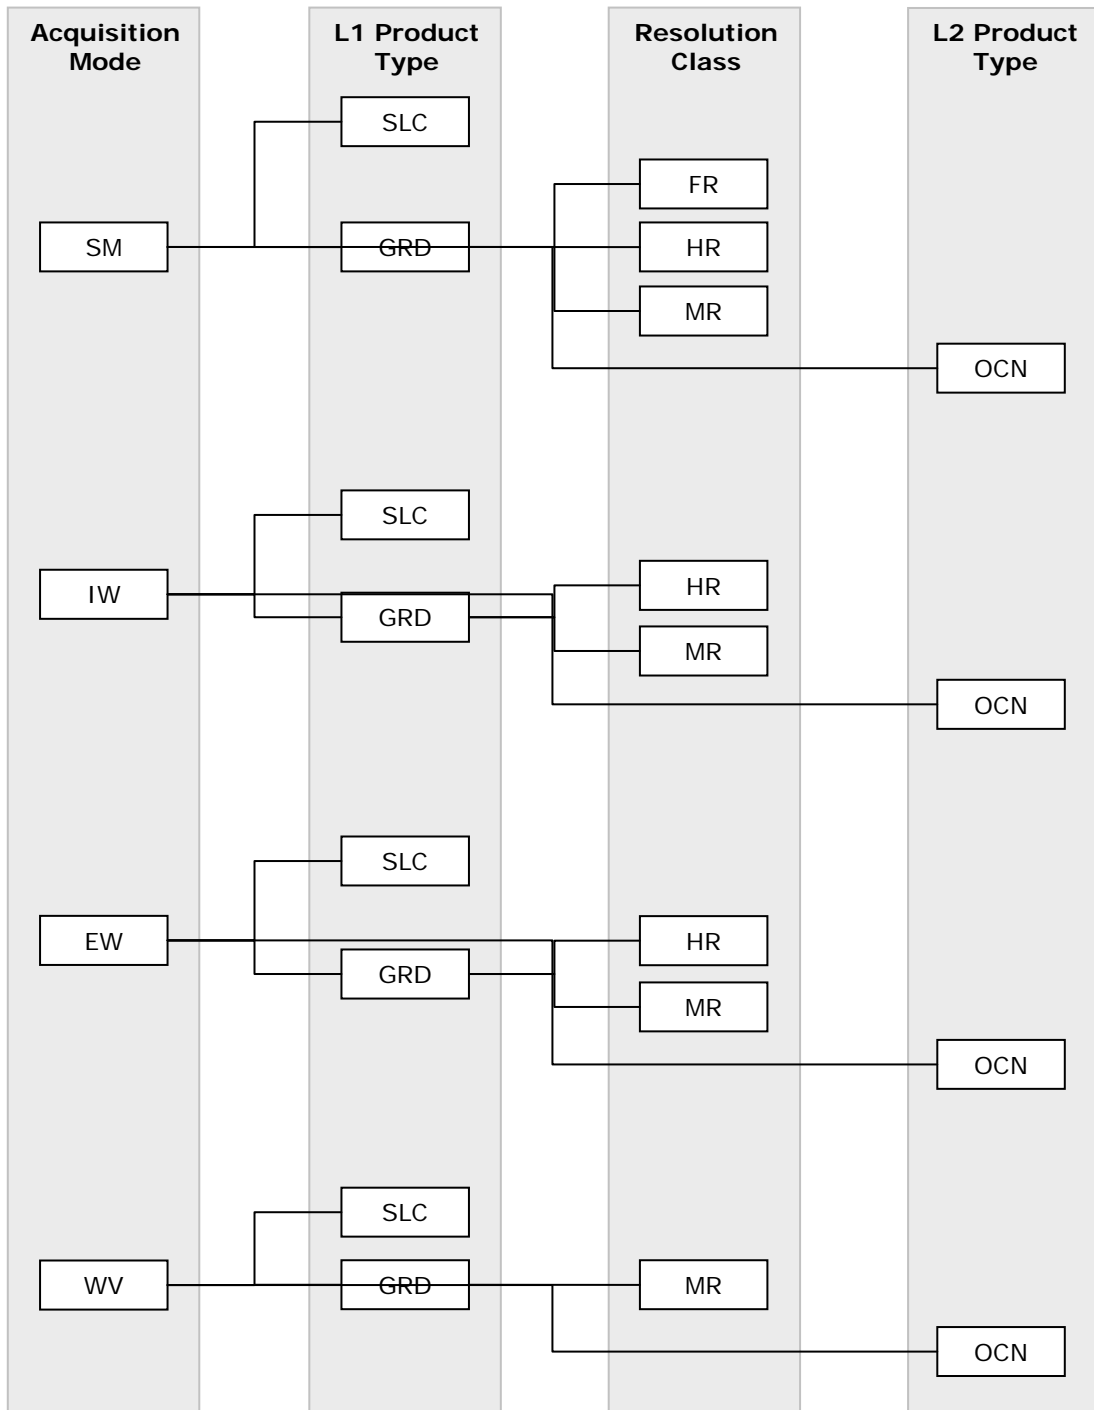 Acquisition
Mode
L1 Product
Type
Resolution
Class
L2 Product
Type
SLC
FR
SM
GRD
HR
MR
OCN
SLC
IW
GRD
HR
MR
OCN
SLC
EW
GRD
HR
MR
OCN
SLC
WV
GRD
MR
OCN